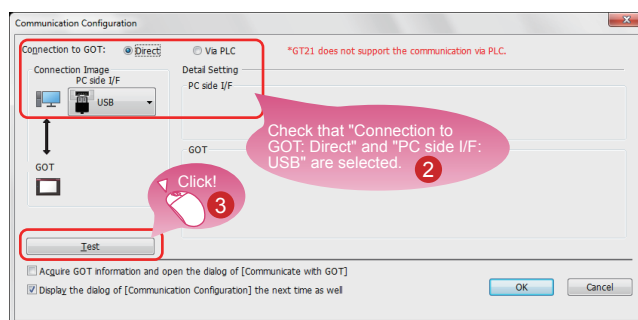 Communication Configuration
Connection to GOT: Direct Via PLC *GT21 does not support the communication via PLC.
Connection Image
PC side I/F
USB
GOT
Detail Setting
PC side I/F
GOT
Check that "Connection to
GOT: Direct" and "PC side I/F:
USB" are selected.
2
Click!
3
Test
Acquire GOT information and open the dialog of [Communicate with GOT]
Display the dialog of [Communication Configuration] the next time as well
OK Cancel